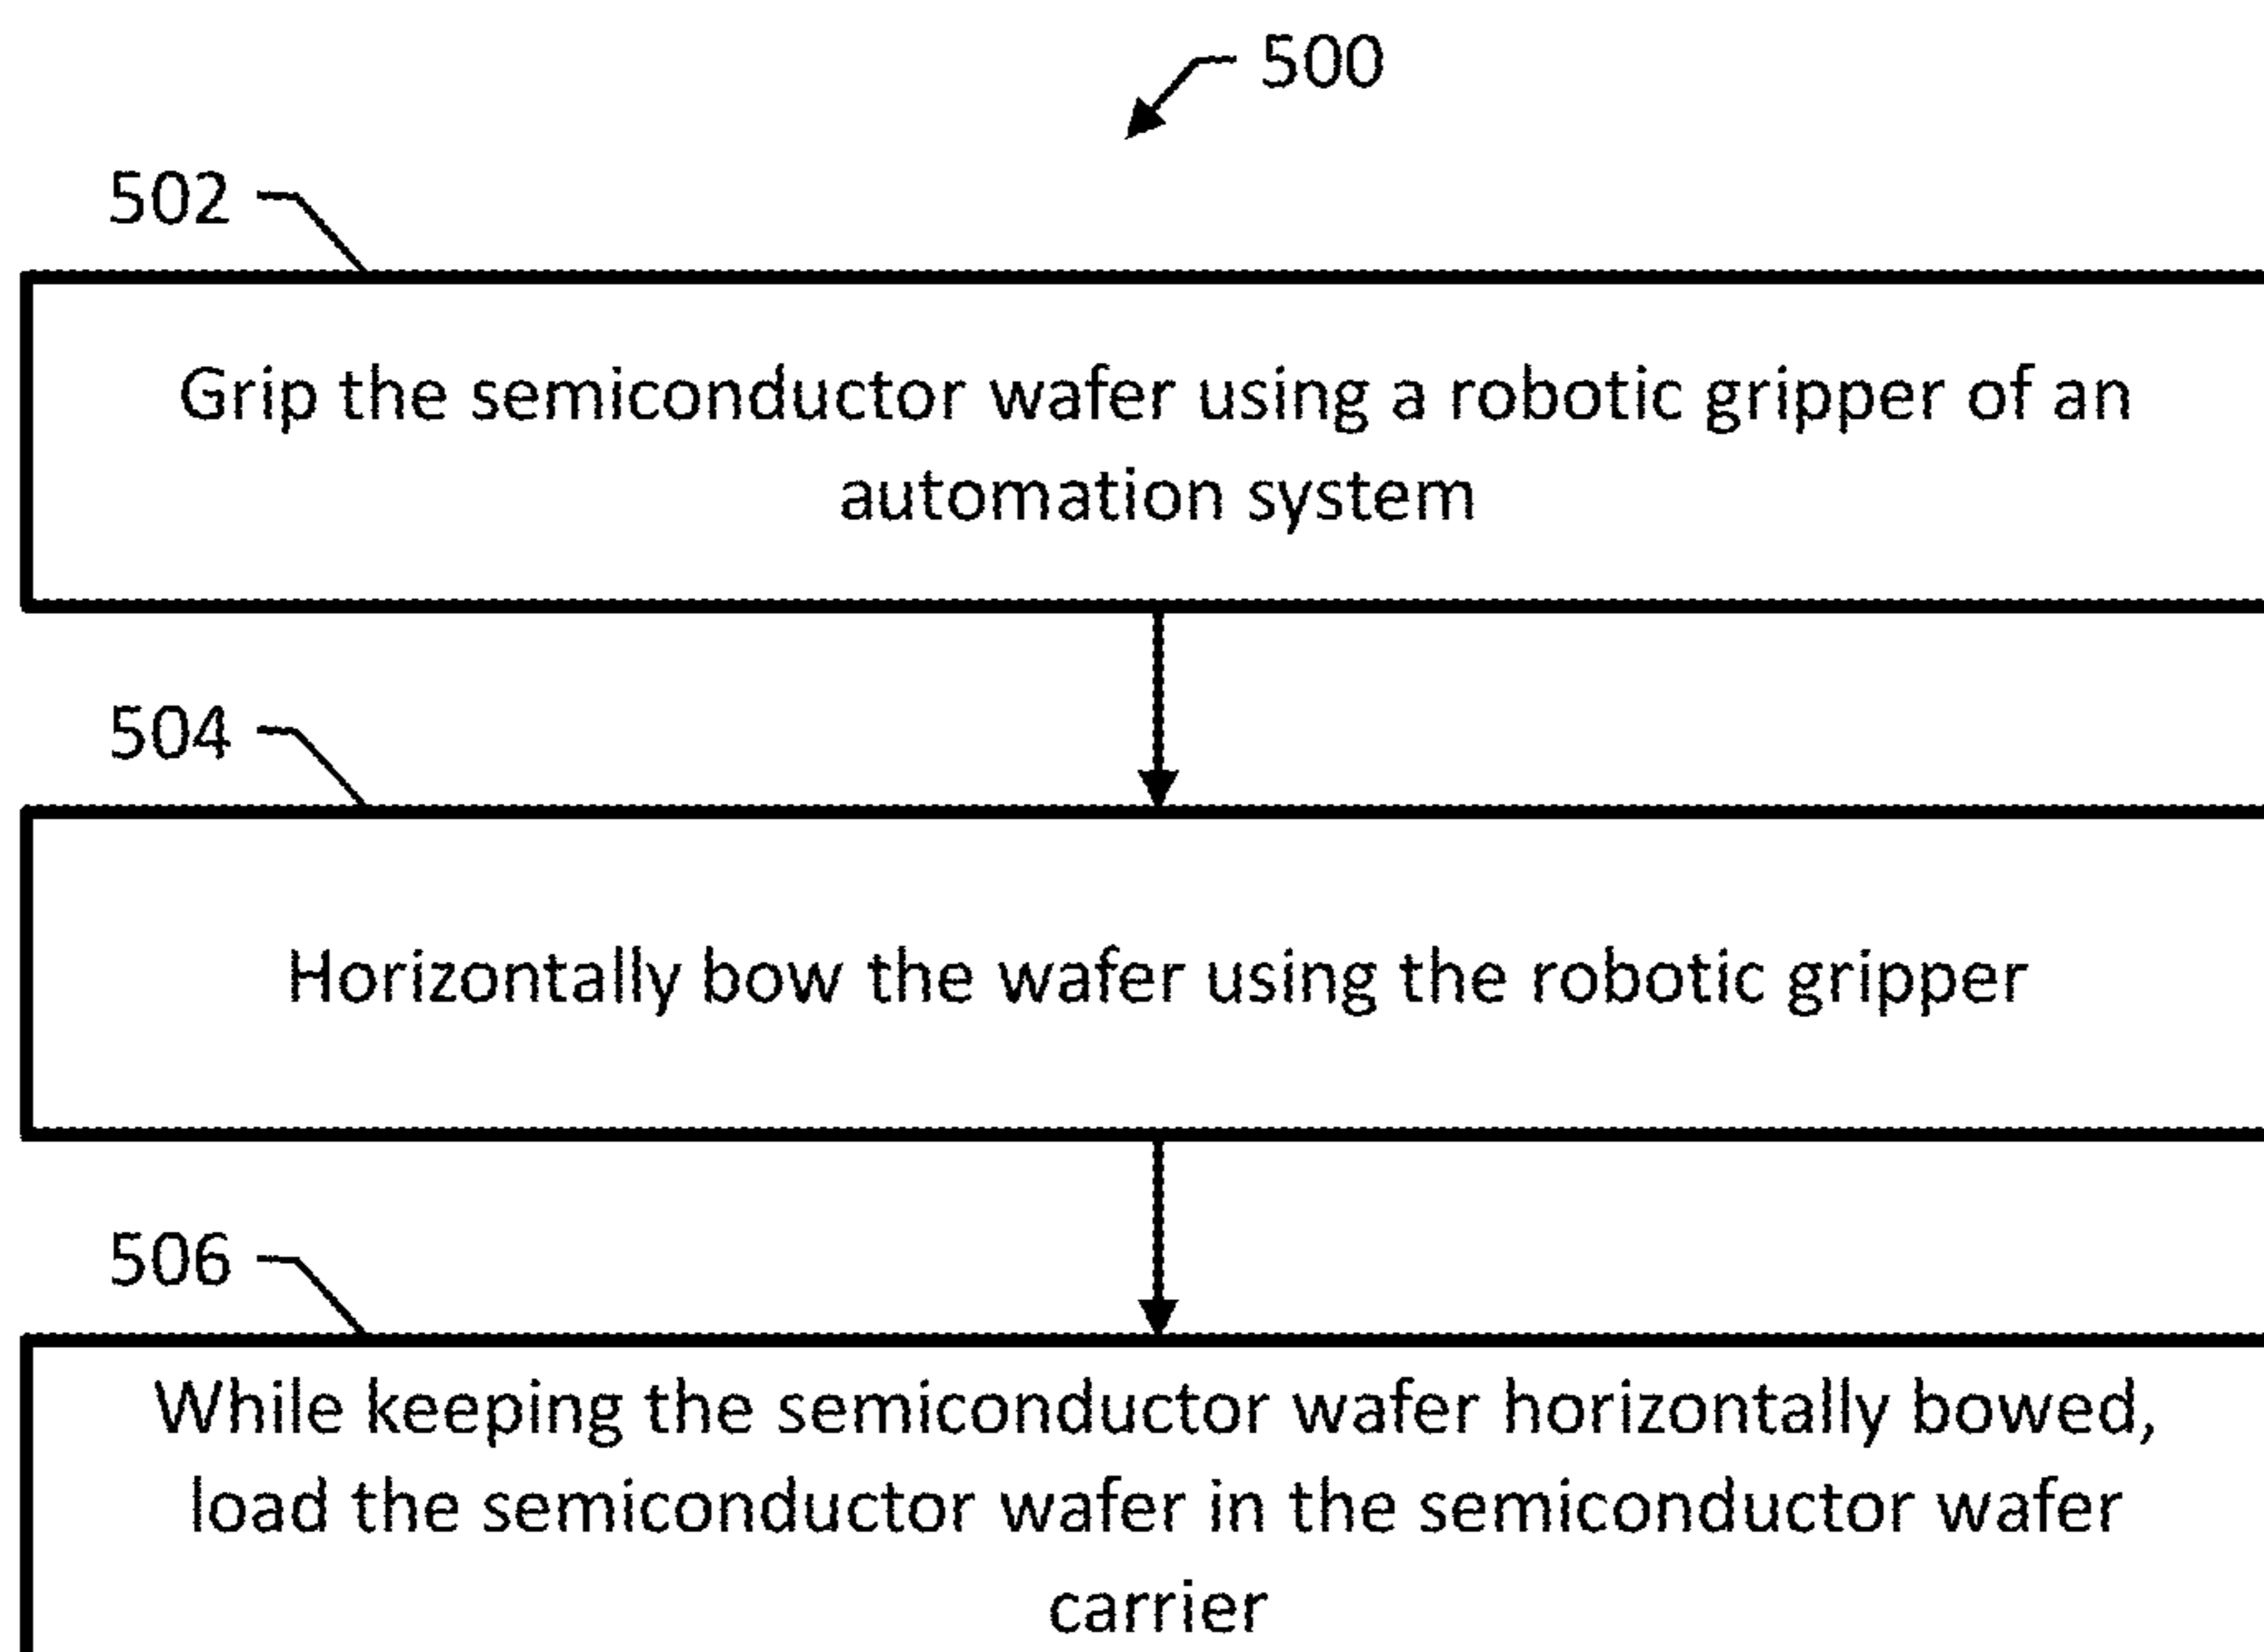 500
502
Grip the semiconductor wafer using a robotic gripper of an
automation system
504
Horizontally bow the wafer using the robotic gripper
506
While keeping the semiconductor wafer horizontally bowed,
load the semiconductor wafer in the semiconductor wafer
carrier